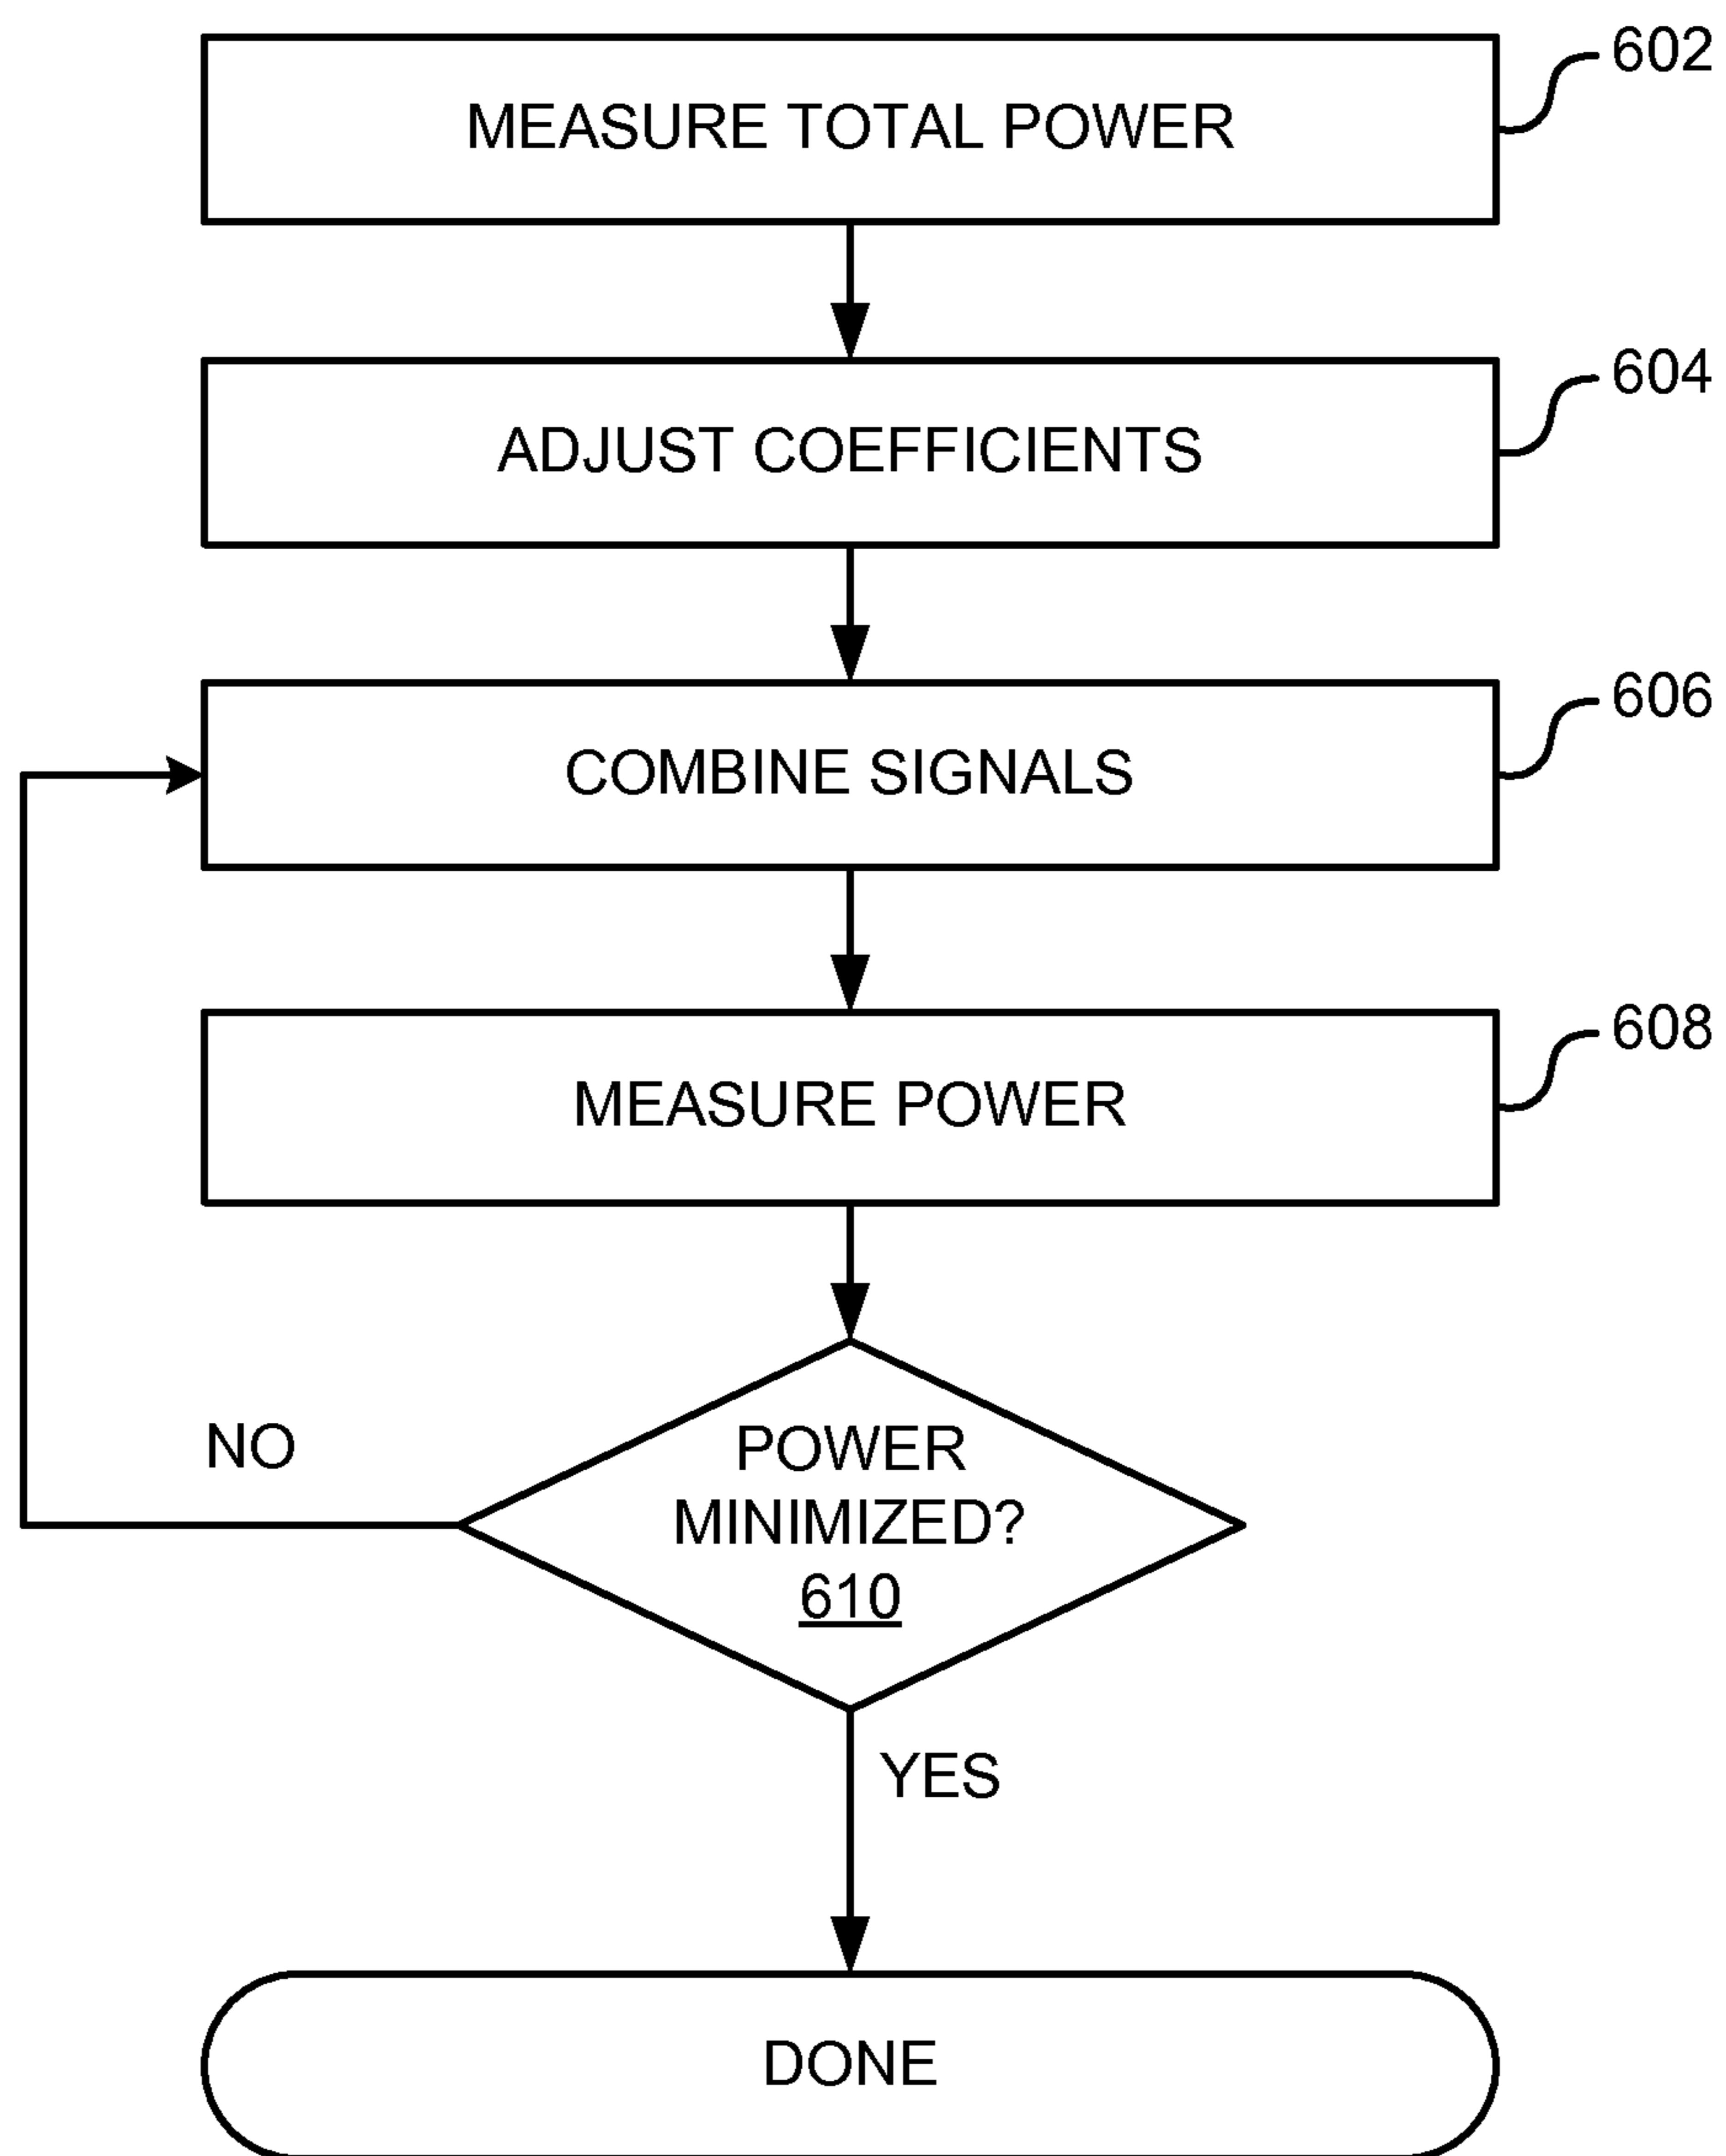 MEASURE TOTAL POWER
602
ADJUST COEFFICIENTS
604
COMBINE SIGNALS
606
MEASURE POWER
608
NO
POWER
MINIMIZED?
610
YES
DONE